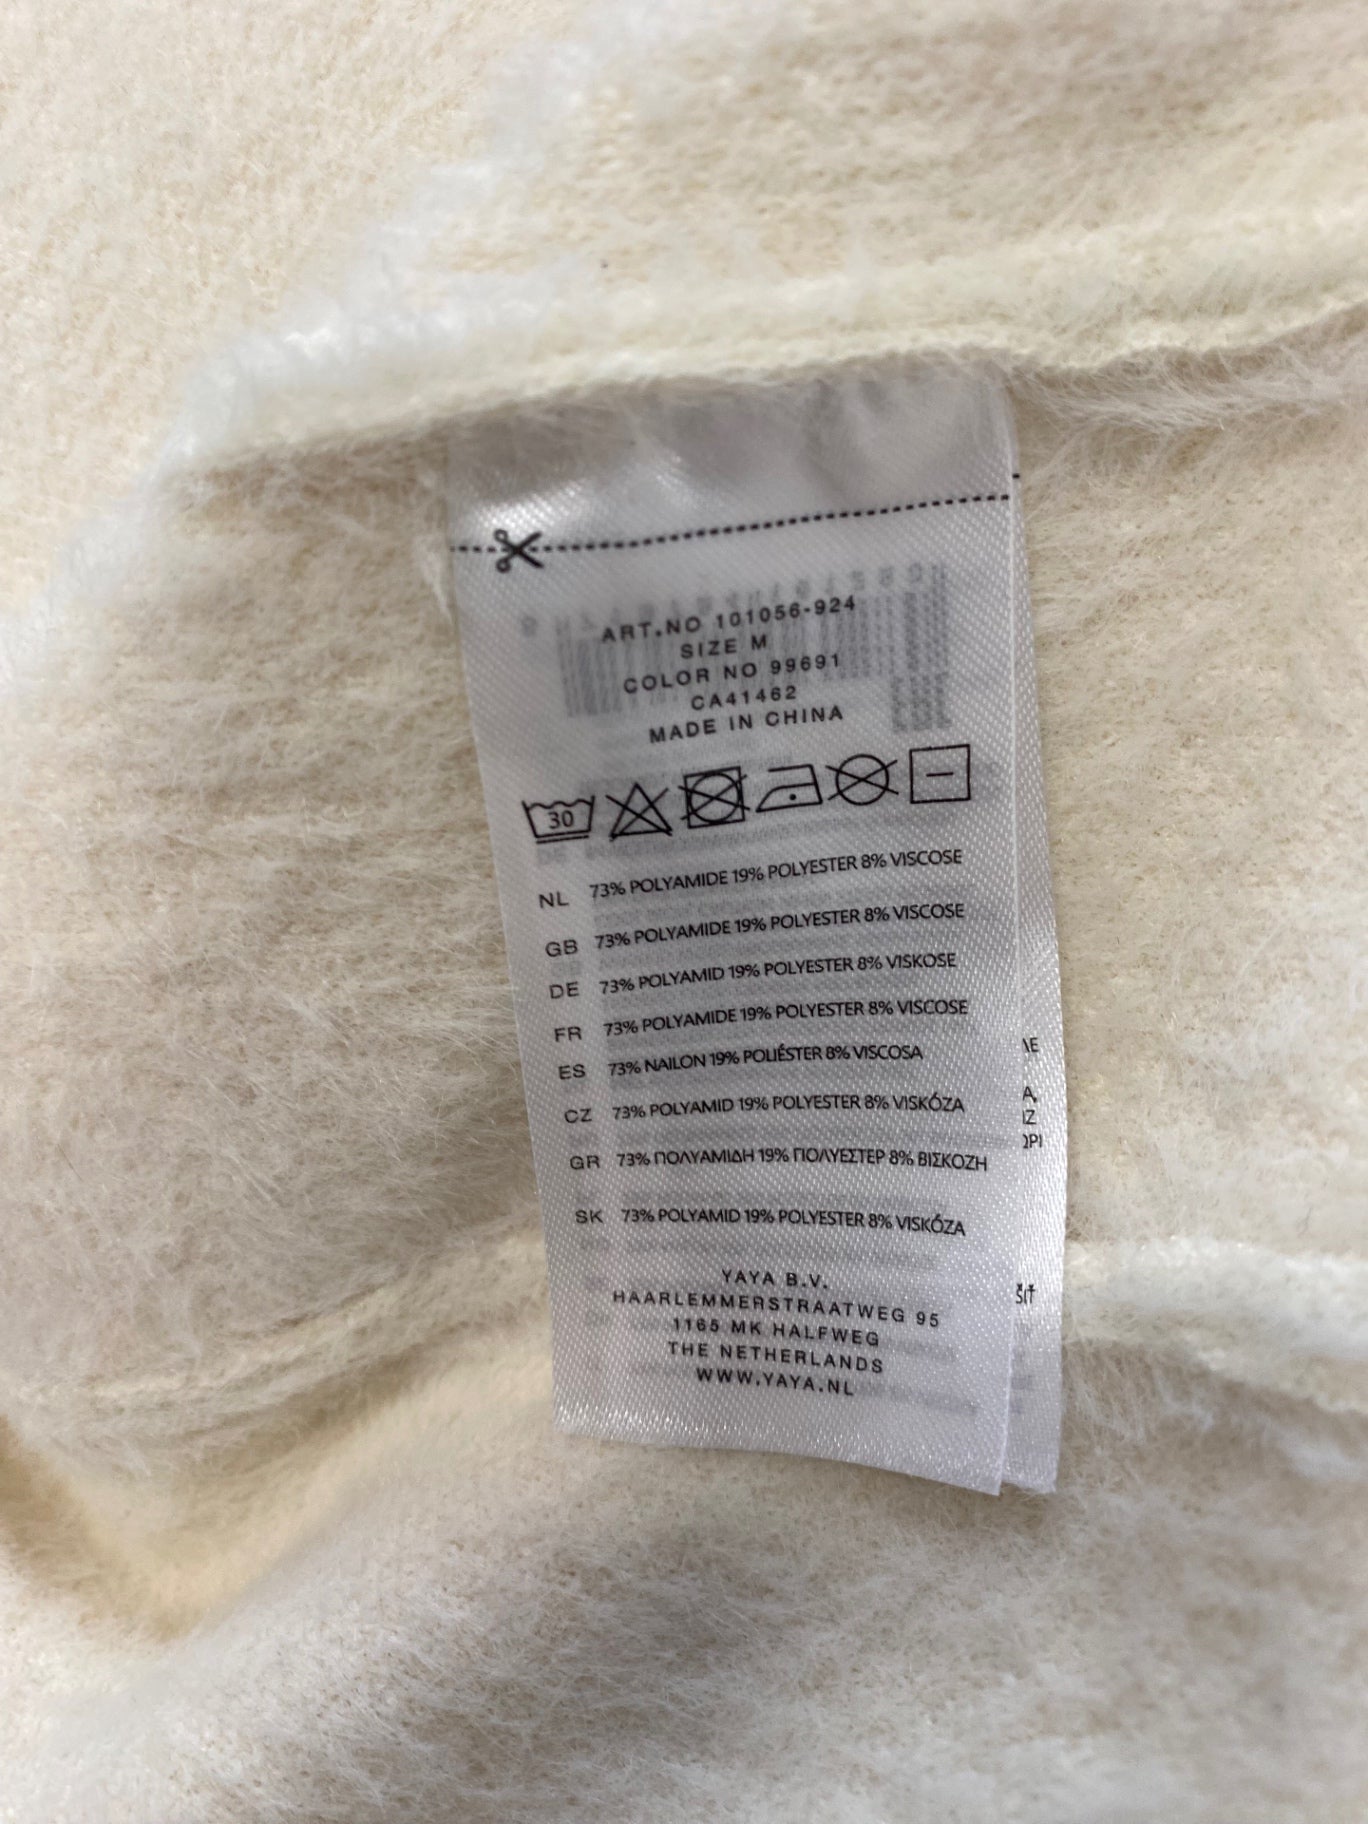 ART.NO 101056-924
SIZE M
COLOR NO 99691
CA41462
MADE IN CHINA
30
NL 73% POLYAMIDE 19% POLYESTER 8% VISCOSE
GB 73% POLYAMIDE 19% POLYESTER 8% VISCOSE
DE 73% POLYAMID 19% POLYESTER 8% VISKOSE
FR 73% POLYAMIDE 19% POLYESTER 8% VISCOSE
ES 73% NAILON 19% POLIÉSTER 8% VISCOSA
CZ 73% POLYAMID 19% POLYESTER 8% VISKÓZA
GR 73% ΠΟΛΥΑΜΙΔΗ 19% ΠΟΛΥΕΣΤΕΡ 8% ΒΙΣΚΟΖΗ
SK 73% POLYAMID 19% POLYESTER 8% VISKÓZA
YAYA B.V.
HAARLEMMERSTRAATWEG 95
1165 MK HALFWEG
THE NETHERLANDS
WWW.YAYA.NL